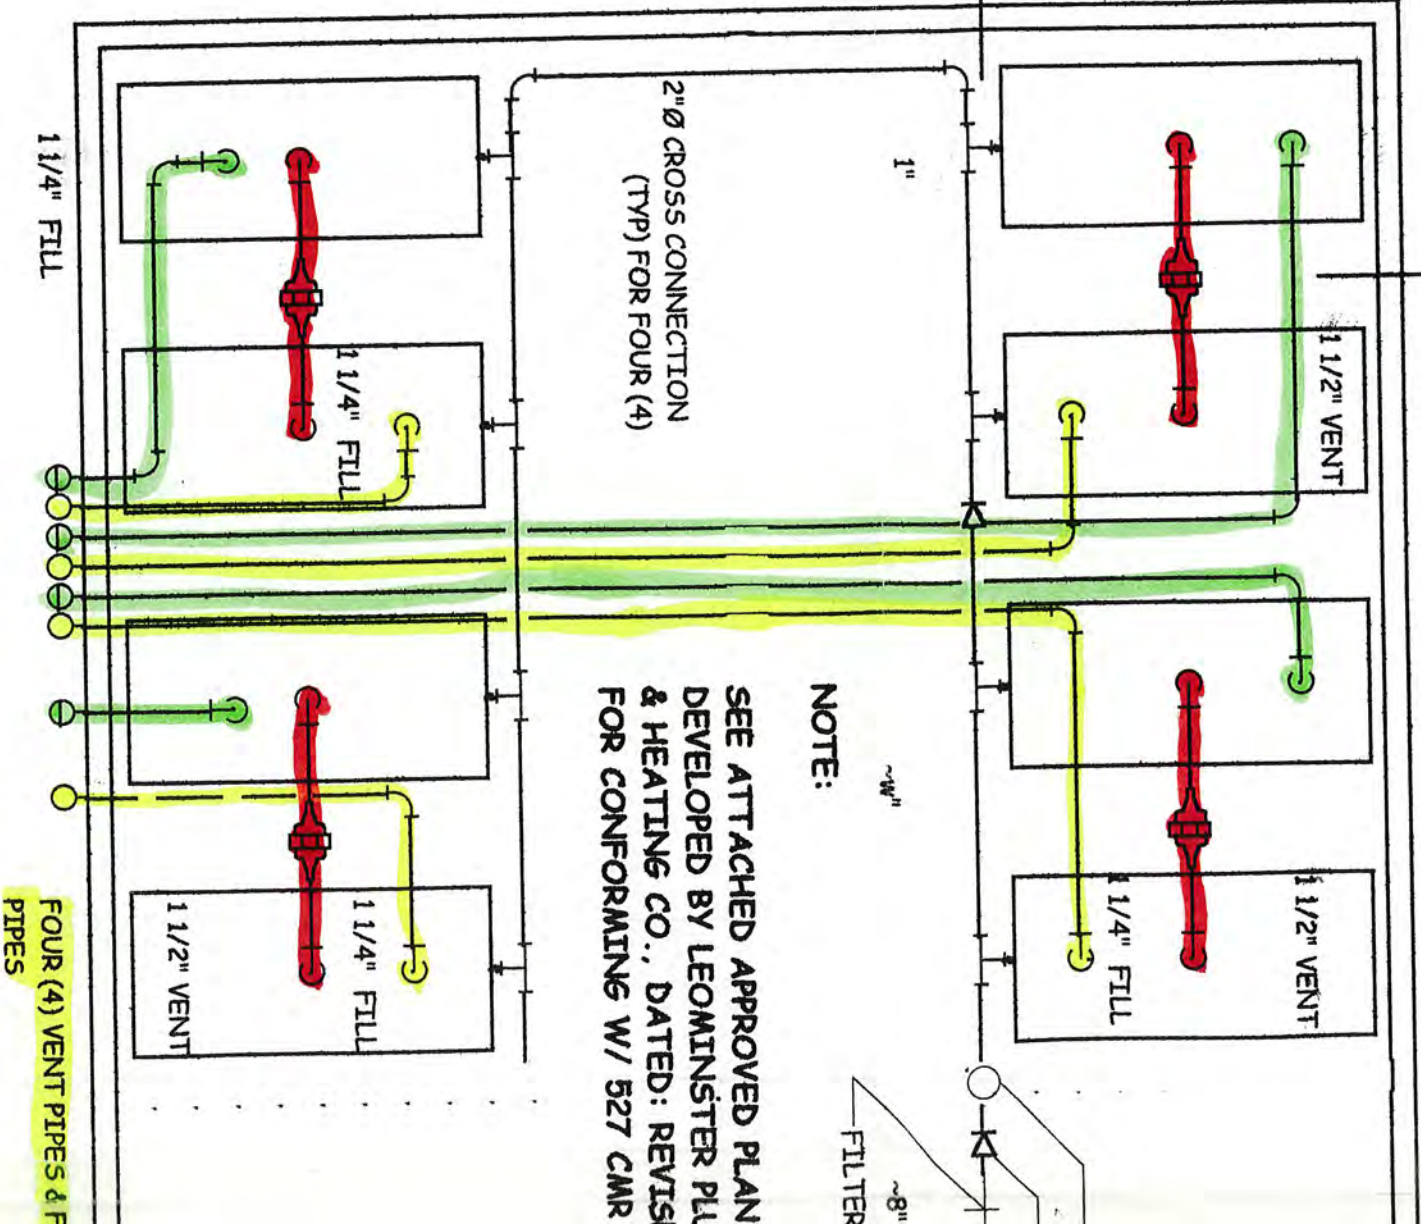 2"Ø CROSS CONNECTION
(TYP) FOR FOUR (4)
1"
1 1/2" VENT
1 1/4" FILL
1 1/4" FILL
NOTE:
SEE ATTACHED APPROVED PLAN
DEVELOPED BY LEOMINSTER PLU
& HEATING CO., DATED: REVIS
FOR CONFORMING W/ 527 CMR
1 1/2" VENT
1 1/4" FILL
1 1/4" FILL
1 1/2" VENT
FILTER
~8"
FOUR (4) VENT PIPES & F
PIPES